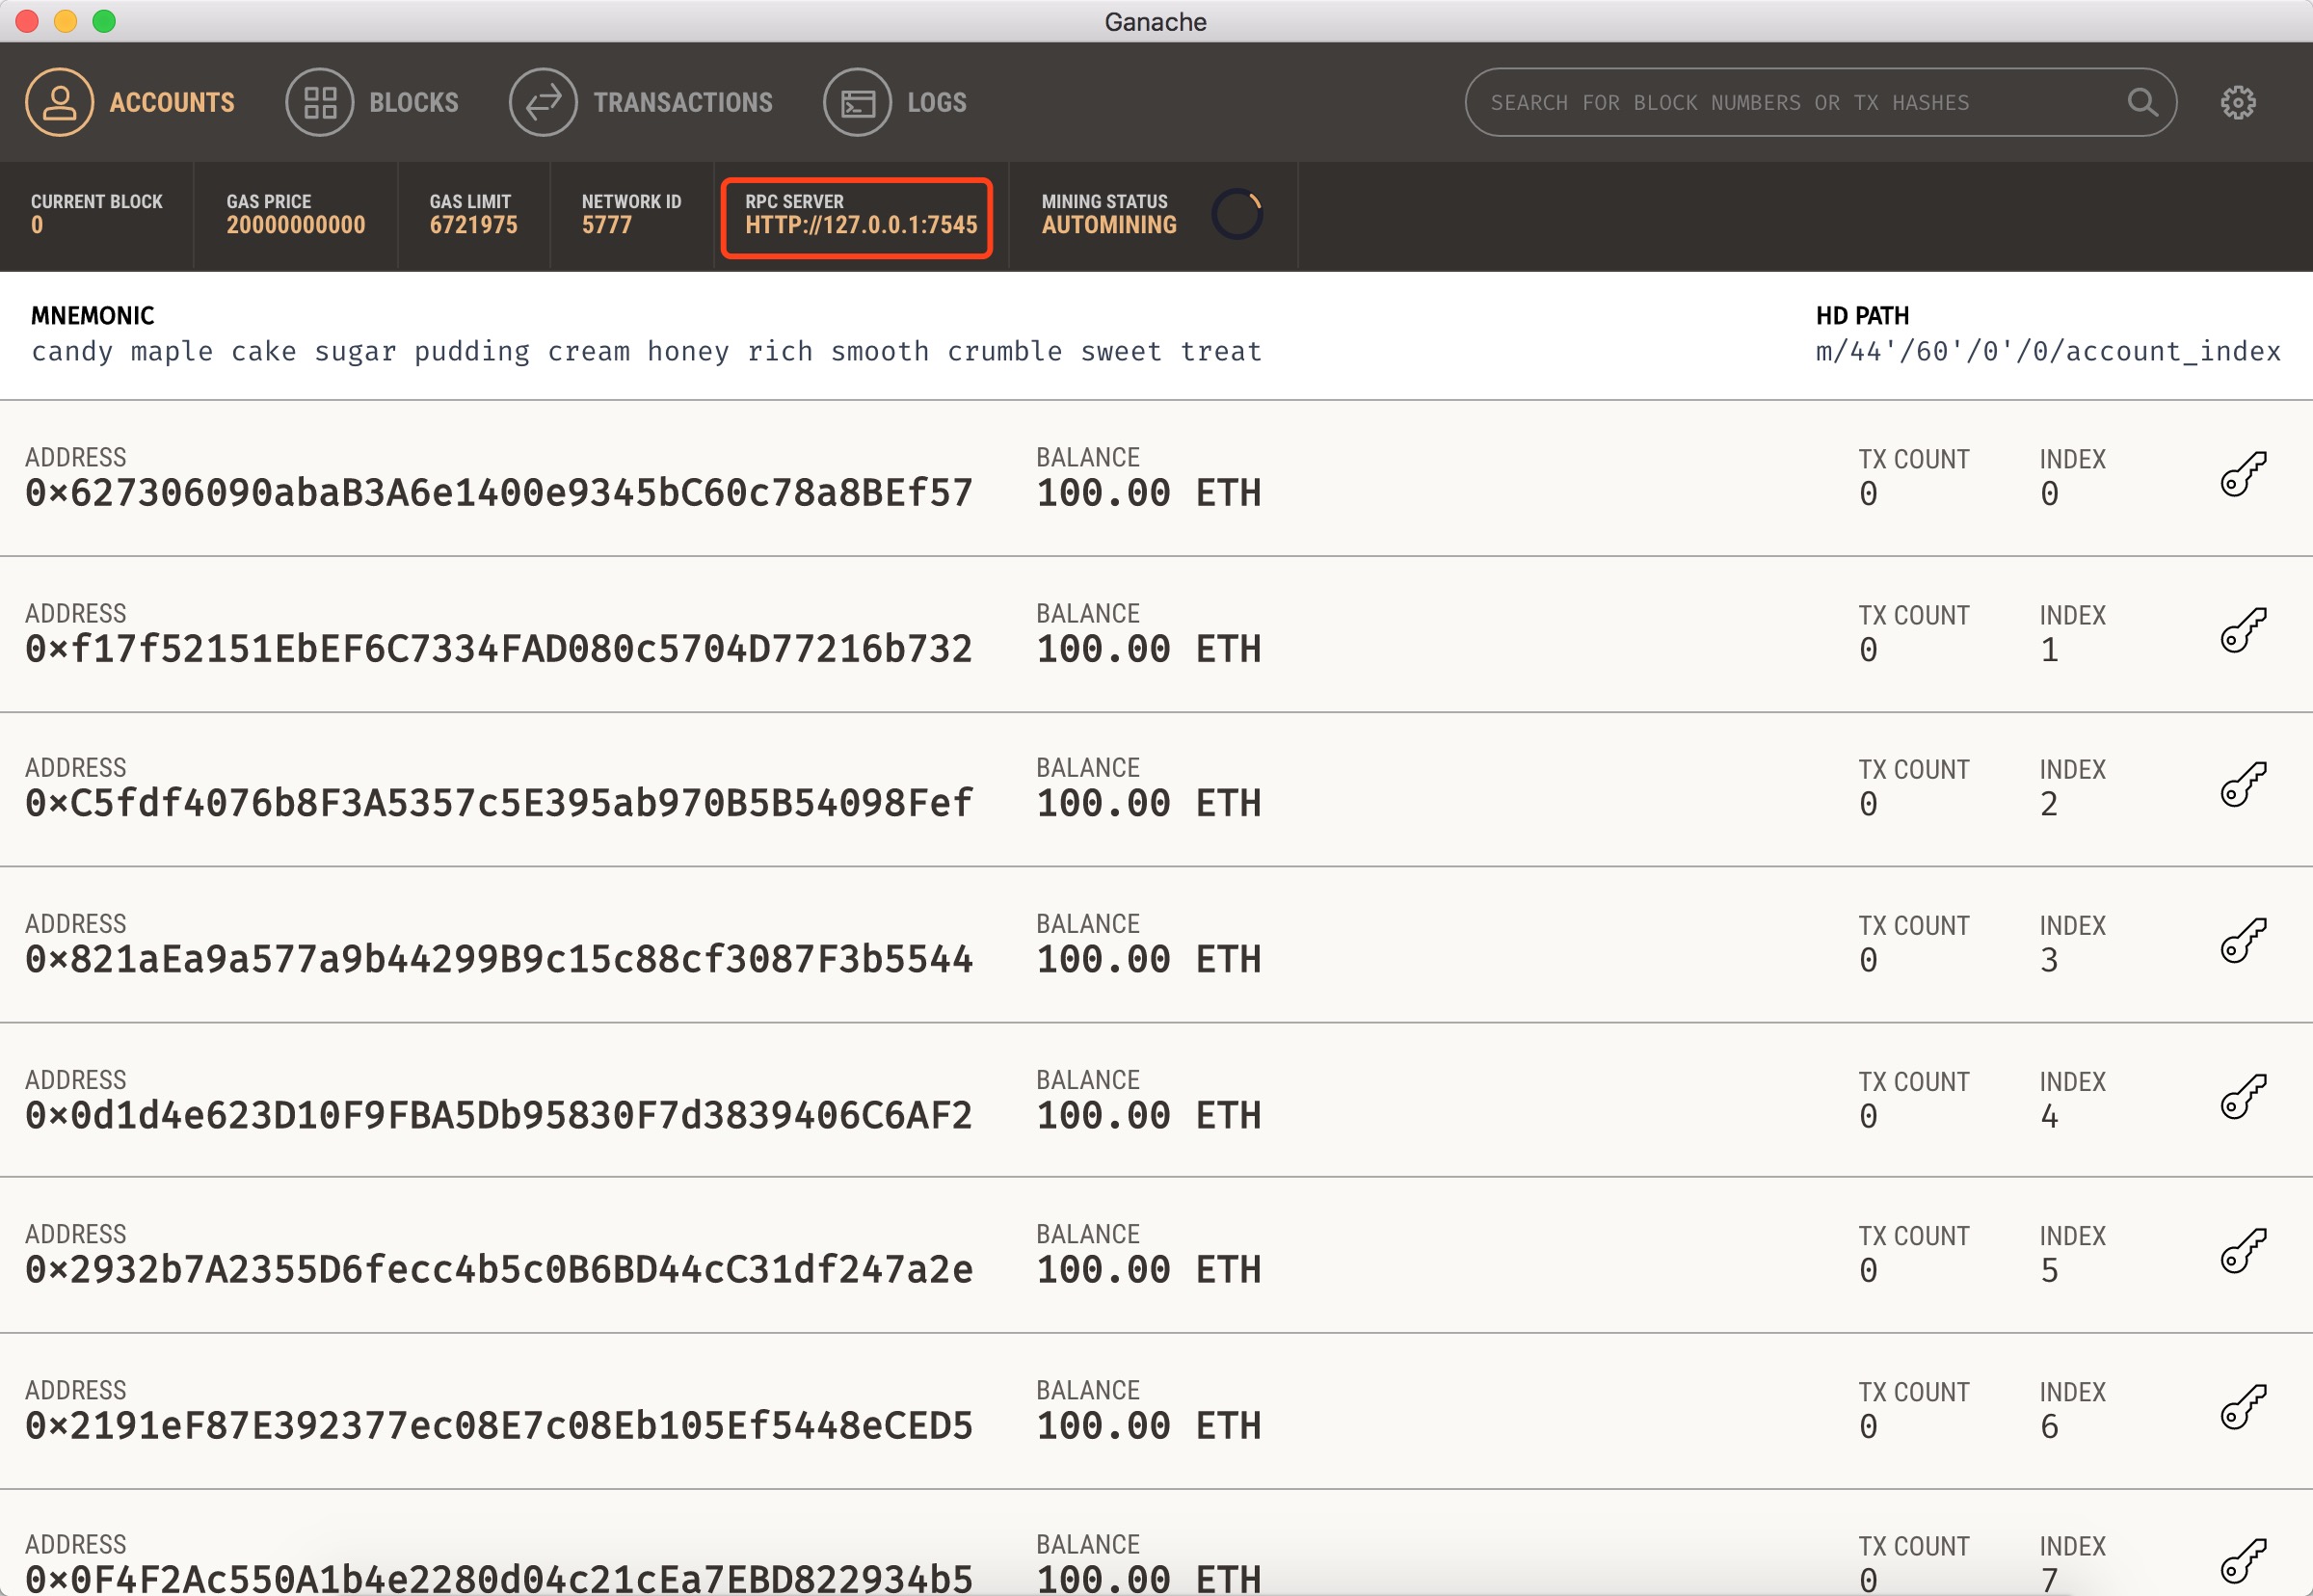 Ganache
ACCOUNTS BLOCKS TRANSACTIONS LOGS SEARCH FOR BLOCK NUMBERS OR TX HASHES
CURRENT BLOCK GAS PRICE GAS LIMIT NETWORK ID RPC SERVER MINING STATUS
0 20000000000 6721975 5777 HTTP://127.0.0.1:7545 AUTOMINING
MNEMONIC HD PATH
candy maple cake sugar pudding cream honey rich smooth crumble sweet treat m/44'/60'/0'/0/account_index
ADDRESS BALANCE TX COUNT INDEX
0×627306090abaB3A6e1400e9345bC60c78a8BEf57 100.00 ETH 0 0
ADDRESS BALANCE TX COUNT INDEX
0×f17f52151EbEF6C7334FAD080c5704D77216b732 100.00 ETH 0 1
ADDRESS BALANCE TX COUNT INDEX
0×C5fdf4076b8F3A5357c5E395ab970B5B54098Fef 100.00 ETH 0 2
ADDRESS BALANCE TX COUNT INDEX
0×821aEa9a577a9b44299B9c15c88cf3087F3b5544 100.00 ETH 0 3
ADDRESS BALANCE TX COUNT INDEX
0×0d1d4e623D10F9FBA5Db95830F7d3839406C6AF2 100.00 ETH 0 4
ADDRESS BALANCE TX COUNT INDEX
0×2932b7A2355D6fecc4b5c0B6BD44cC31df247a2e 100.00 ETH 0 5
ADDRESS BALANCE TX COUNT INDEX
0×2191eF87E392377ec08E7c08Eb105Ef5448eCED5 100.00 ETH 0 6
ADDRESS BALANCE TX COUNT INDEX
0×0F4F2Ac550A1b4e2280d04c21cEa7EBD822934b5 100.00 ETH 0 7